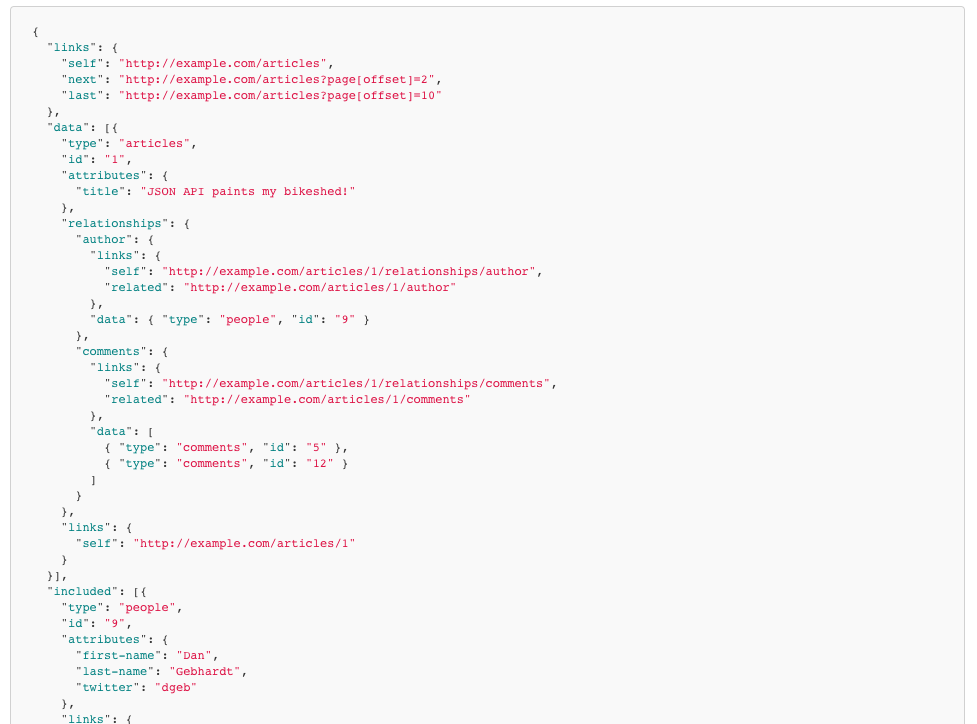 {
  "links": {
    "self": "http://example.com/articles",
    "next": "http://example.com/articles?page[offset]=2",
    "last": "http://example.com/articles?page[offset]=10"
  },
  "data": [{
    "type": "articles",
    "id": "1",
    "attributes": {
      "title": "JSON API paints my bikeshed!"
    },
    "relationships": {
      "author": {
        "links": {
          "self": "http://example.com/articles/1/relationships/author",
          "related": "http://example.com/articles/1/author"
        },
        "data": { "type": "people", "id": "9" }
      },
      "comments": {
        "links": {
          "self": "http://example.com/articles/1/relationships/comments",
          "related": "http://example.com/articles/1/comments"
        },
        "data": [
          { "type": "comments", "id": "5" },
          { "type": "comments", "id": "12" }
        ]
      }
    },
    "links": {
      "self": "http://example.com/articles/1"
    }
  }],
  "included": [{
    "type": "people",
    "id": "9",
    "attributes": {
      "first-name": "Dan",
      "last-name": "Gebhardt",
      "twitter": "dgeb"
    },
    "links": {